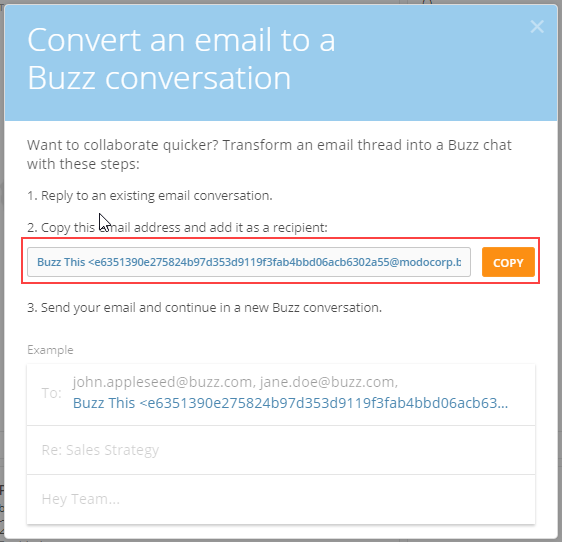 Convert an email to a
Buzz conversation
Want to collaborate quicker? Transform an email thread into a Buzz chat
with these steps:
1. Reply to an existing email conversation.
2. Copy this email address and add it as a recipient:
Buzz This <e6351390e275824b97d353d9119f3fab4bbd06acb6302a55@modocorp.b
COPY
3. Send your email and continue in a new Buzz conversation.
Example
To: john.appleseed@buzz.com, jane.doe@buzz.com,
Buzz This <e6351390e275824b97d353d9119f3fab4bbd06acb63...
Re: Sales Strategy
Hey Team...